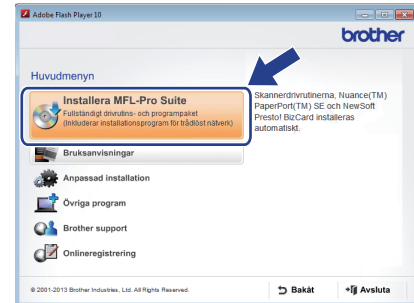 Adobe Flash Player 10
brother
Huvudmenyn
Installera MFL-Pro Suite
Fullständigt drivrutins- och programpaket
(Inkluderar installationsprogram för trådlöst nätverk)
Skannerdrivrutinerna, Nuance(TM)
PaperPort(TM) SE och NewSoft
Presto! BizCard installeras
automatiskt.
Bruksanvisningar
Anpassad installation
Övriga program
Brother support
Onlineregistrering
© 2001-2013 Brother Industries, Ltd. All Rights Reserved.
Bakåt
Avsluta